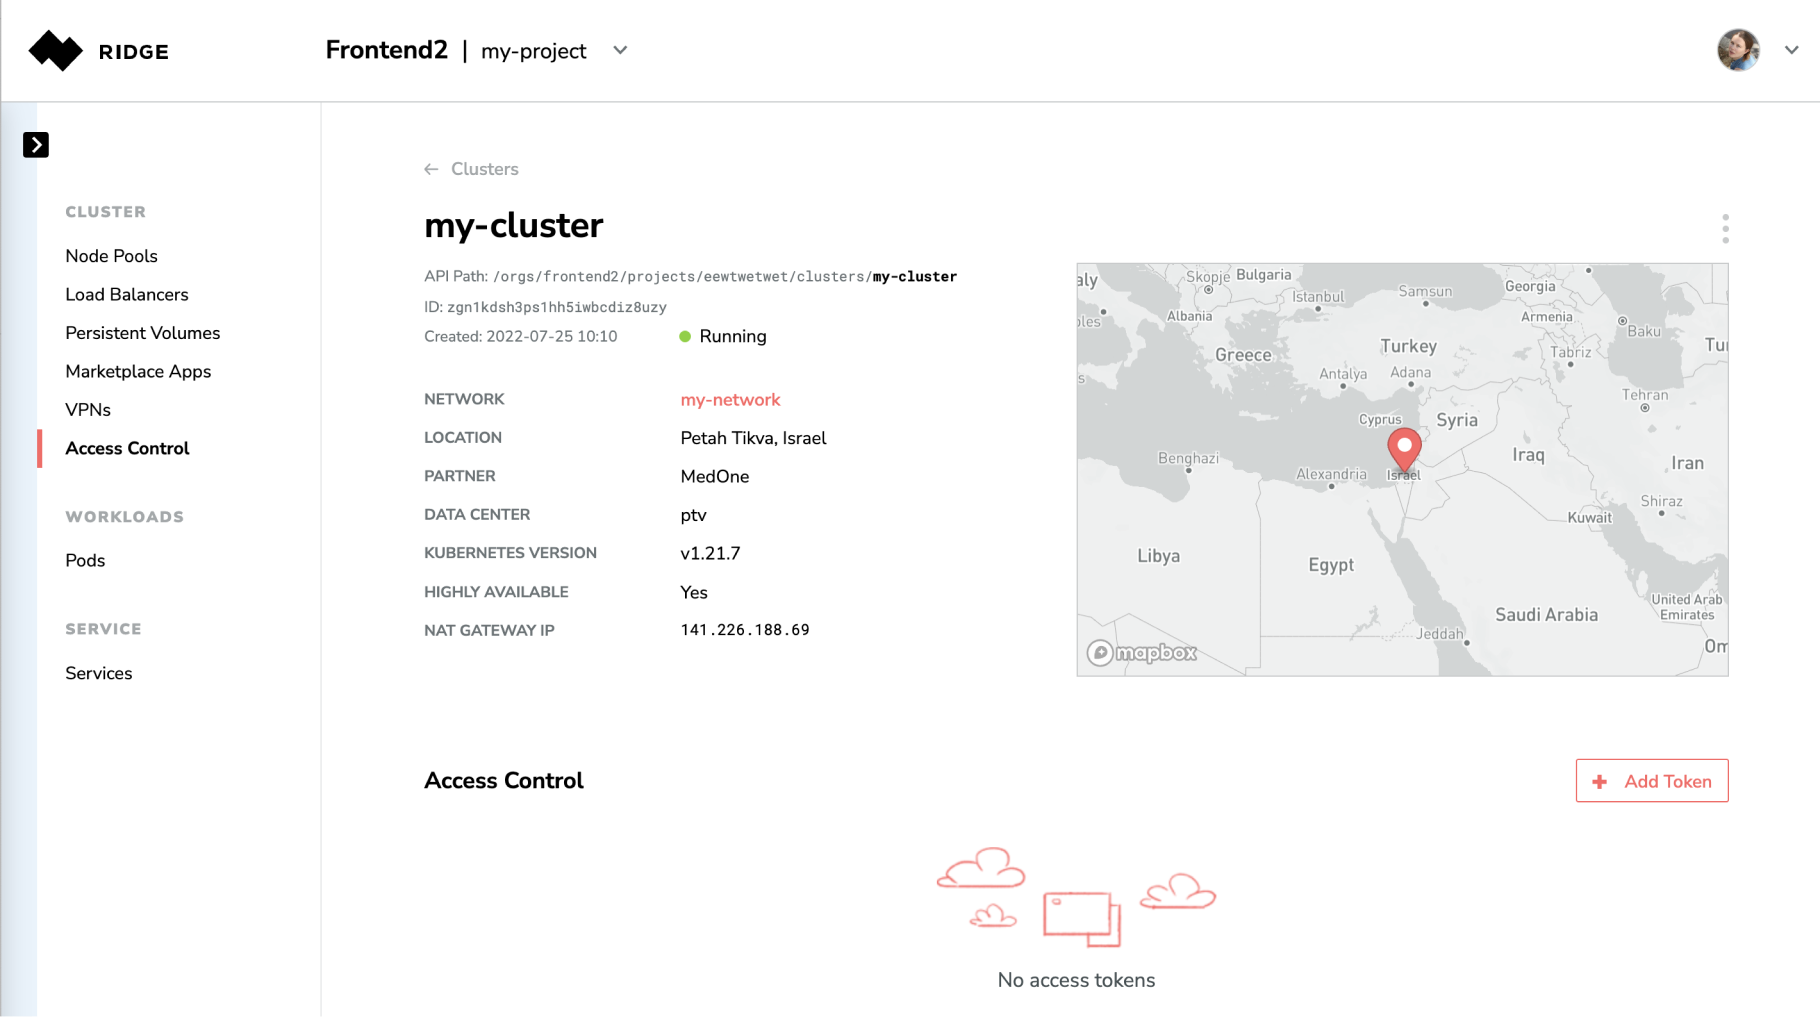 RIDGE
Frontend2 | my-project
CLUSTER
Node Pools
Load Balancers
Persistent Volumes
Marketplace Apps
VPNs
Access Control
WORKLOADS
Pods
SERVICE
Services
← Clusters
my-cluster
API Path: /orgs/frontend2/projects/eewtwetwet/clusters/my-cluster
ID: zgn1kdsh3ps1hh5iwbcdiz8uzy
Created: 2022-07-25 10:10
Running
NETWORK my-network
LOCATION Petah Tikva, Israel
PARTNER MedOne
DATA CENTER ptv
KUBERNETES VERSION v1.21.7
HIGHLY AVAILABLE Yes
NAT GATEWAY IP 141.226.188.69
aly
Skopje
Bulgaria
Georgia
Istanbul
Samsun
Albania
Armenia
Baku
ples
Greece
Turkey
Tabriz
Tur
Antalya
Adana
s
Tehran
Cyprus
Syria
Benghazi
Iraq
Iran
Alexandria
Israel
Shiraz
Kuwait
Libya
Egypt
United Arab
Emirates
Saudi Arabia
Jeddah
Om
mapbox
Access Control
+ Add Token
No access tokens